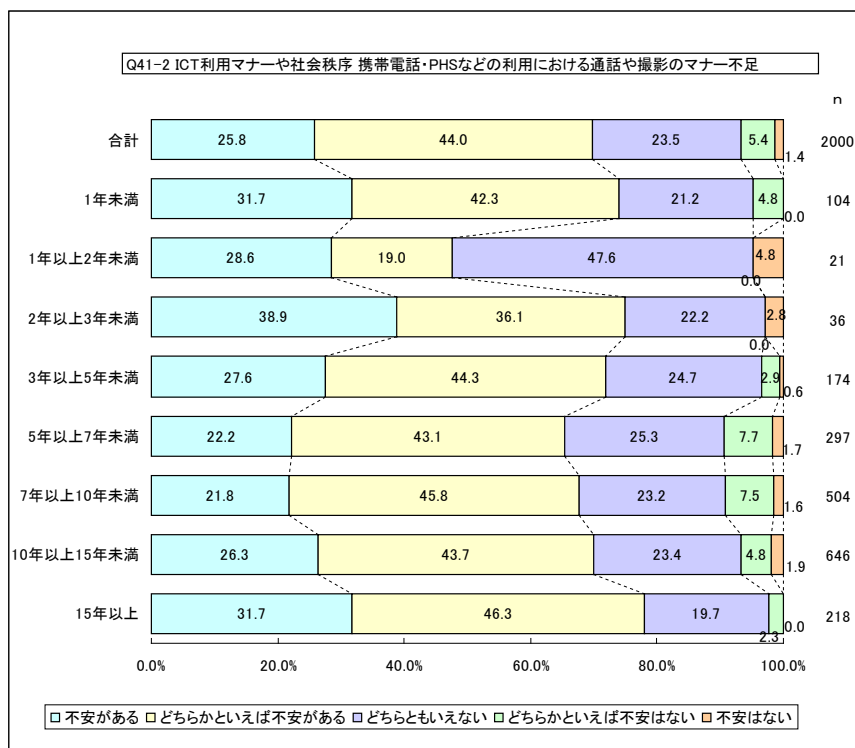 Q41-2 ICT利用マナーや社会秩序 携帯電話・PHSなどの利用における通話や撮影のマナー不足
n
合計 25.8 44.0 23.5 5.4 1.4 2000
1年未満 31.7 42.3 21.2 4.8 0.0 104
1年以上2年未満 28.6 19.0 47.6 0.0 4.8 21
2年以上3年未満 38.9 36.1 22.2 0.0 2.8 36
3年以上5年未満 27.6 44.3 24.7 2.9 0.6 174
5年以上7年未満 22.2 43.1 25.3 7.7 1.7 297
7年以上10年未満 21.8 45.8 23.2 7.5 1.6 504
10年以上15年未満 26.3 43.7 23.4 4.8 1.9 646
15年以上 31.7 46.3 19.7 2.3 0.0 218
0.0% 20.0% 40.0% 60.0% 80.0% 100.0%
不安がある どちらかといえば不安がある どちらともいえない どちらかといえば不安はない 不安はない